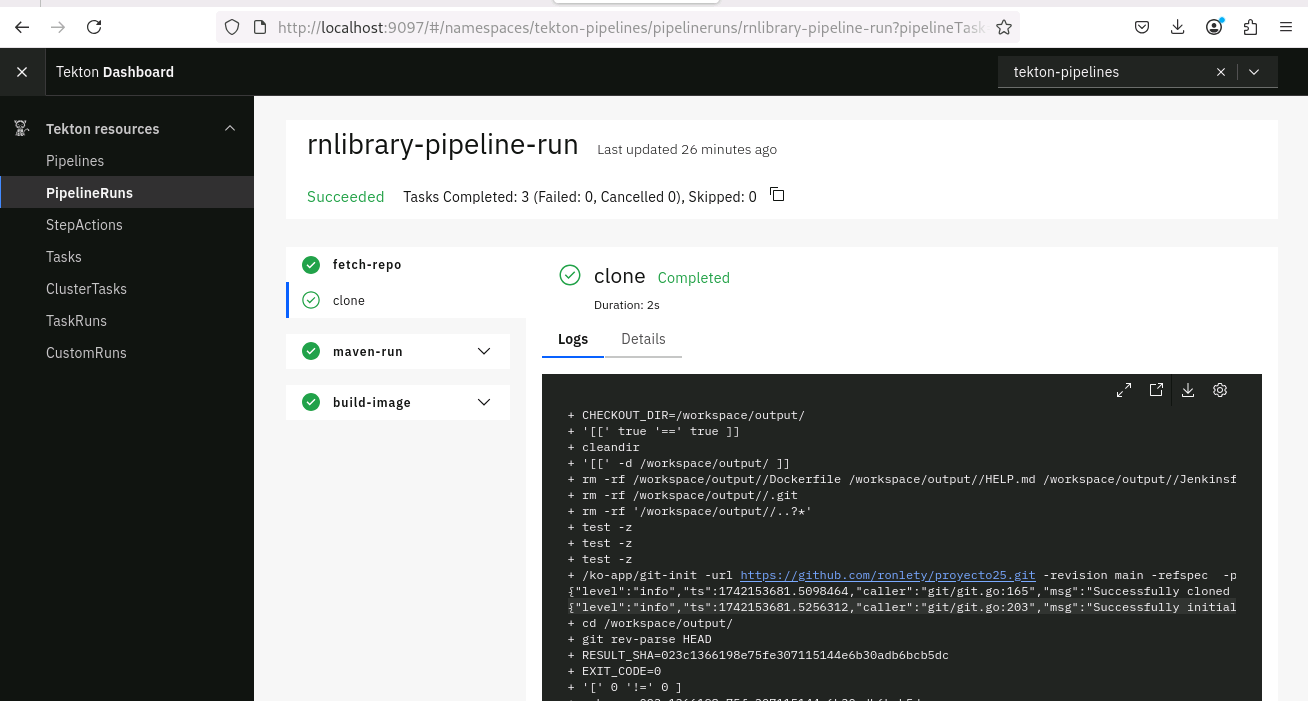 http://localhost:9097/#/namespaces/tekton-pipelines/pipelineruns/rnlibrary-pipeline-run?pipelineTask
Tekton Dashboard
tekton-pipelines
Tekton resources
Pipelines
PipelineRuns
StepActions
Tasks
ClusterTasks
TaskRuns
CustomRuns
rnlibrary-pipeline-run Last updated 26 minutes ago
Succeeded Tasks Completed: 3 (Failed: 0, Cancelled 0), Skipped: 0
fetch-repo
clone
maven-run
build-image
clone Completed
Duration: 2s
Logs Details
+ CHECKOUT_DIR=/workspace/output/
+ '[[' true '==' true ]]
+ cleandir
+ '[[' -d /workspace/output/ ]]
+ rm -rf /workspace/output//Dockerfile /workspace/output//HELP.md /workspace/output//Jenkinsf
+ rm -rf /workspace/output//.git
+ rm -rf '/workspace/output//..?*'
+ test -z
+ test -z
+ test -z
+ /ko-app/git-init -url https://github.com/ronlety/proyecto25.git -revision main -refspec  -p
{"level":"info","ts":1742153681.5098464,"caller":"git/git.go:165","msg":"Successfully cloned
{"level":"info","ts":1742153681.5256312,"caller":"git/git.go:203","msg":"Successfully initial
+ cd /workspace/output/
+ git rev-parse HEAD
+ RESULT_SHA=023c1366198e75fe307115144e6b30adb6bcb5dc
+ EXIT_CODE=0
+ '[' 0 '!=' 0 ]